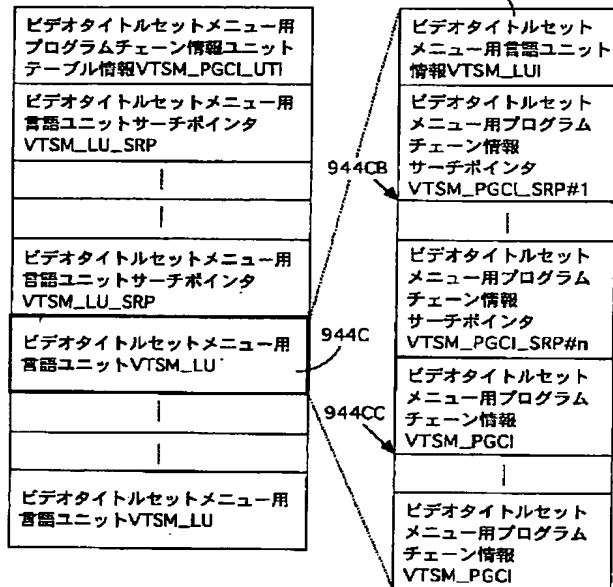 ビデオタイトルセットメニュー用
プログラムチェーン情報ユニット
テーブル情報VTSM_PGCI_UTI
ビデオタイトルセットメニュー用
言語ユニットサーチポインタ
VTSM_LU_SRP
ビデオタイトルセットメニュー用
言語ユニットサーチポインタ
VTSM_LU_SRP
ビデオタイトルセットメニュー用
言語ユニットVTSM_LU
ビデオタイトルセットメニュー用
言語ユニットVTSM_LU
944C
944CB
944CC
ビデオタイトルセット
メニュー用言語ユニット
情報VTSM_LUI
ビデオタイトルセット
メニュー用プログラム
チェーン情報
サーチポインタ
VTSM_PGCI_SRP#1
ビデオタイトルセット
メニュー用プログラム
チェーン情報
サーチポインタ
VTSM_PGCI_SRP#n
ビデオタイトルセット
メニュー用プログラム
チェーン情報
VTSM_PGCI
ビデオタイトルセット
メニュー用プログラム
チェーン情報
VTSM_PGCI